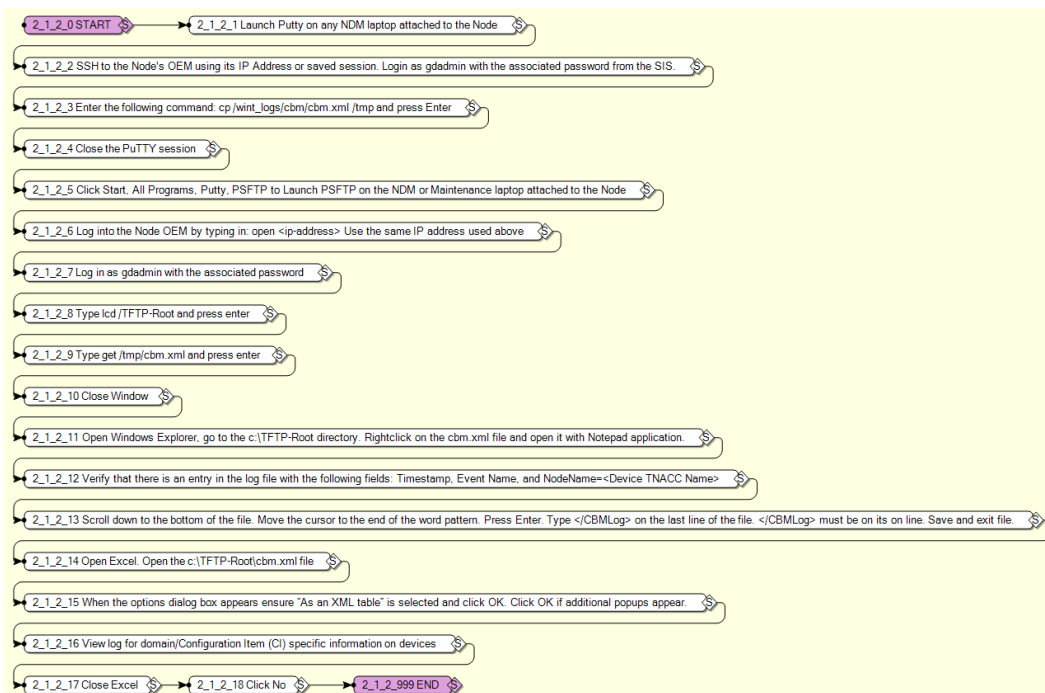 2_1_2_0 START S
2_1_2_1 Launch Putty on any NDM laptop attached to the Node S
2_1_2_2 SSH to the Node's OEM using its IP Address or saved session. Login as gdadmin with the associated password from the SIS. S
2_1_2_3 Enter the following command: cp /wint_logs/cbm/cbm.xml /tmp and press Enter S
2_1_2_4 Close the PuTTY session S
2_1_2_5 Click Start, All Programs, Putty, PSFTP to Launch PSFTP on the NDM or Maintenance laptop attached to the Node S
2_1_2_6 Log into the Node OEM by typing in: open <ip-address> Use the same IP address used above S
2_1_2_7 Log in as gdadmin with the associated password S
2_1_2_8 Type lcd /TFTP-Root and press enter S
2_1_2_9 Type get /tmp/cbm.xml and press enter S
2_1_2_10 Close Window S
2_1_2_11 Open Windows Explorer, go to the c:\TFTP-Root directory. Rightclick on the cbm.xml file and open it with Notepad application. S
2_1_2_12 Verify that there is an entry in the log file with the following fields: Timestamp, Event Name, and NodeName=<Device TNACC Name> S
2_1_2_13 Scroll down to the bottom of the file. Move the cursor to the end of the word pattern. Press Enter. Type </CBMLog> on the last line of the file. </CBMLog> must be on its on line. Save and exit file. S
2_1_2_14 Open Excel. Open the c:\TFTP-Root\cbm.xml file S
2_1_2_15 When the options dialog box appears ensure "As an XML table" is selected and click OK. Click OK if additional popups appear. S
2_1_2_16 View log for domain/Configuration Item (CI) specific information on devices S
2_1_2_17 Close Excel S
2_1_2_18 Click No S
2_1_2_999 END S